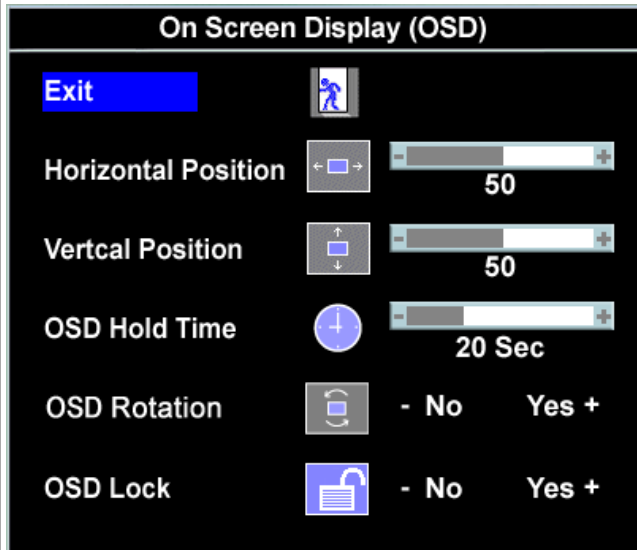 On Screen Display (OSD)
Exit
Horizontal Position - +
50
Vertcal Position - +
50
OSD Hold Time - +
20 Sec
OSD Rotation - No Yes +
OSD Lock - No Yes +